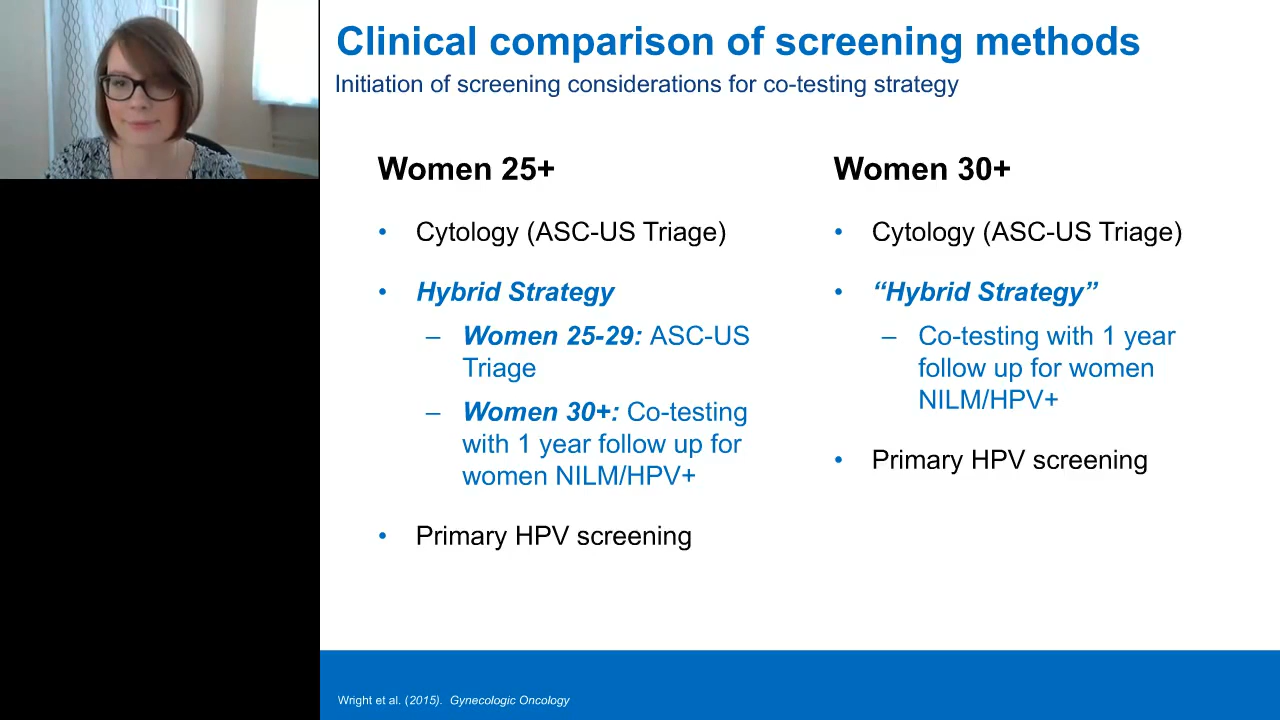 Clinical comparison of screening methods
Initiation of screening considerations for co-testing strategy
Women 25+
• Cytology (ASC-US Triage)
• Hybrid Strategy
– Women 25-29: ASC-US
Triage
– Women 30+: Co-testing
with 1 year follow up for
women NILM/HPV+
• Primary HPV screening
Women 30+
• Cytology (ASC-US Triage)
• “Hybrid Strategy”
– Co-testing with 1 year
follow up for women
NILM/HPV+
• Primary HPV screening
Wright et al. (2015). Gynecologic Oncology